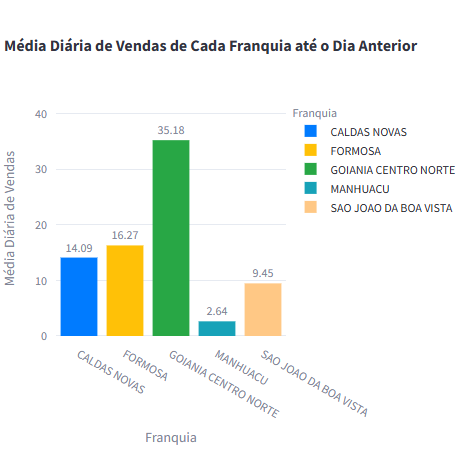 Média Diária de Vendas de Cada Franquia até o Dia Anterior
Franquia
CALDAS NOVAS
FORMOSA
GOIANIA CENTRO NORTE
MANHUACU
SAO JOAO DA BOA VISTA
Média Diária de Vendas
40
30
20
10
0
14.09
16.27
35.18
2.64
9.45
CALDAS NOVAS
FORMOSA
GOIANIA CENTRO NORTE
MANHUACU
SAO JOAO DA BOA VISTA
Franquia